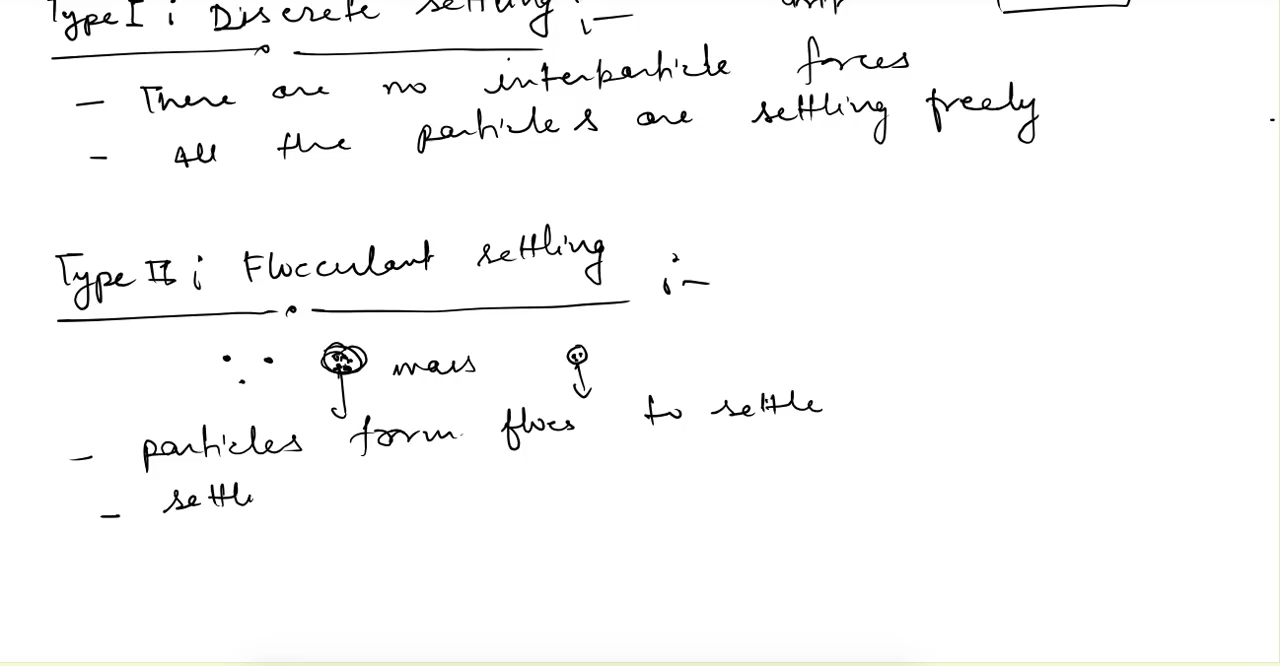 Type I : Discrete settling :-
- There are no interparticle forces
- All the particles are settling freely
Type II : Flocculant settling :-
mass
- particles form flocs to settle
- settl